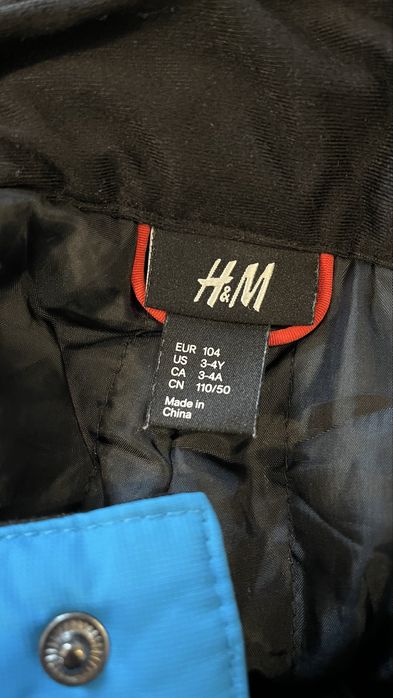 H&M
EUR 104
US 3-4Y
CA 3-4A
CN 110/50
Made in
China